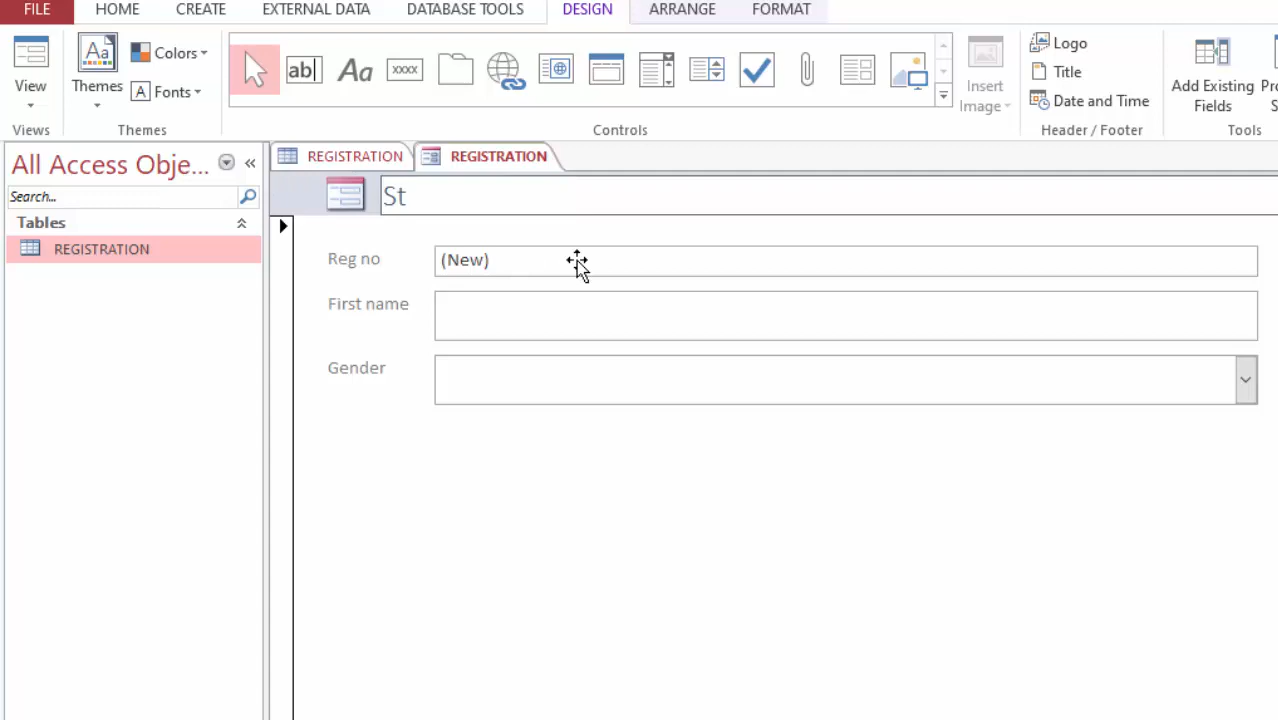 FILE HOME CREATE EXTERNAL DATA DATABASE TOOLS DESIGN ARRANGE FORMAT
View
Views
Themes
Colors
Fonts
Themes
ab
Aa
xxxx
Controls
Insert
Image
Logo
Title
Date and Time
Header / Footer
Add Existing
Fields
Tools
All Access Obje...
Search...
Tables
REGISTRATION
REGISTRATION REGISTRATION
St
Reg no (New)
First name
Gender